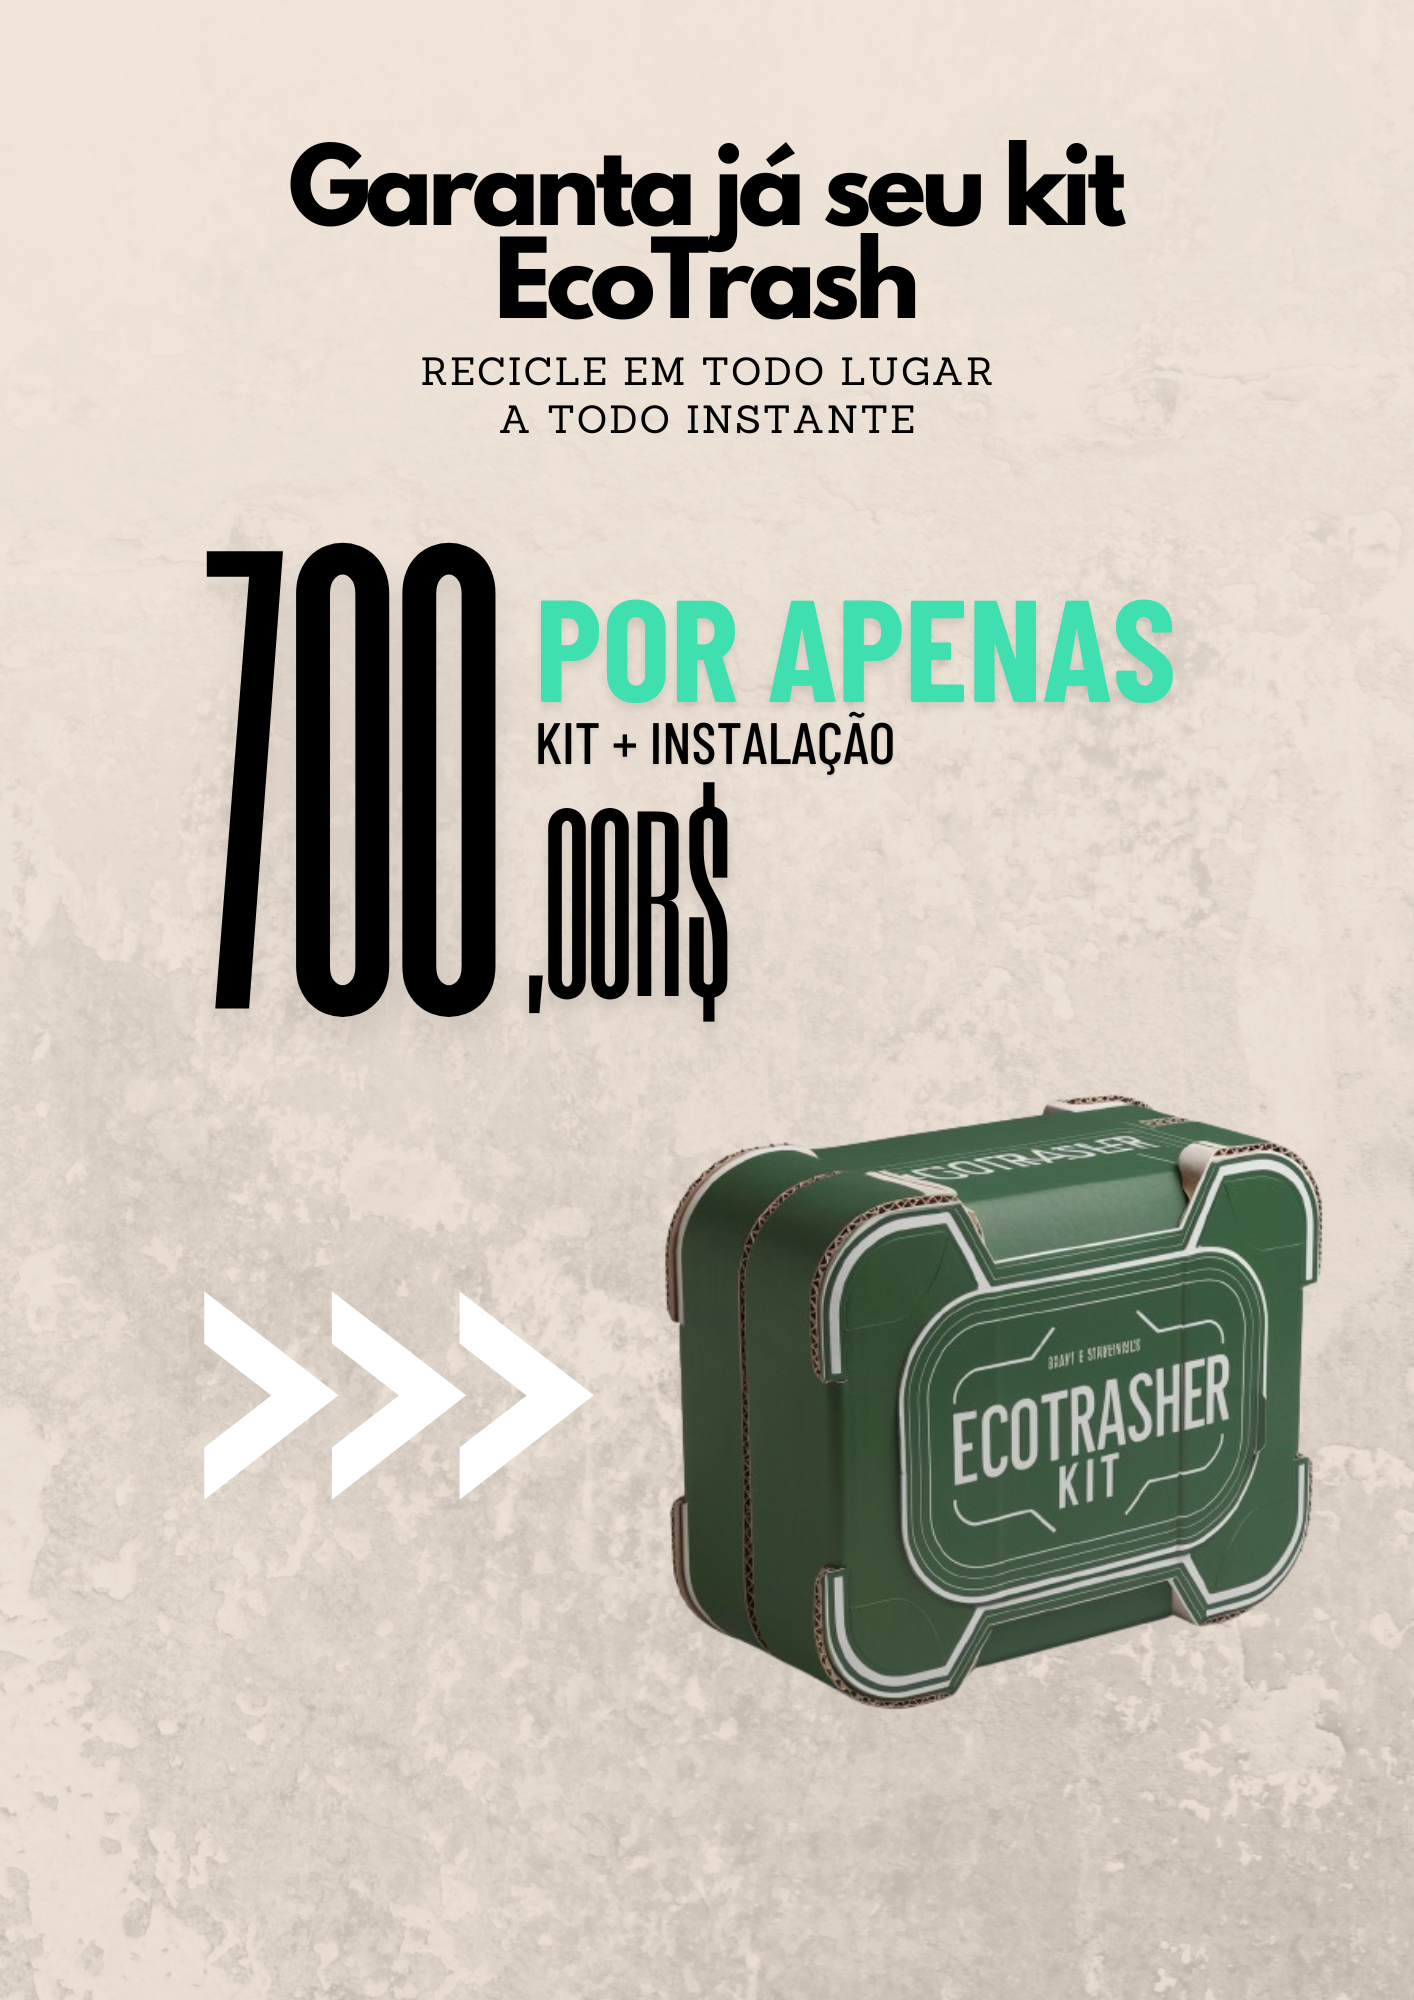 Garanta já seu kit
EcoTrash
RECICLE EM TODO LUGAR
A TODO INSTANTE
700
POR APENAS
KIT + INSTALAÇÃO
,00R$
ECOTRASHER
KIT